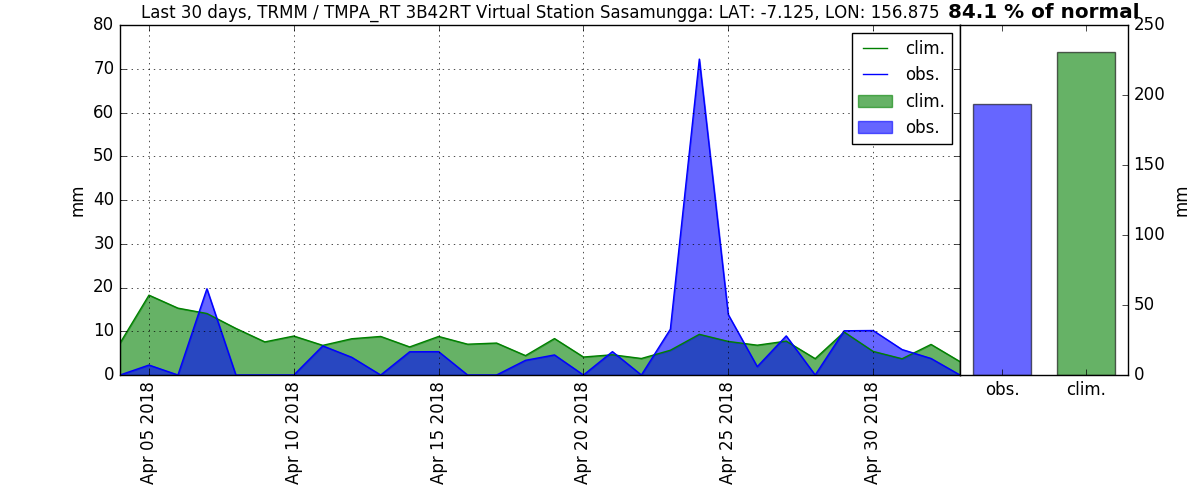 Last 30 days, TRMM / TMPA_RT 3B42RT Virtual Station Sasamungga: LAT: -7.125, LON: 156.875
84.1 % of normal
80
70
60
50
40
30
20
10
0
mm
Apr 05 2018
Apr 10 2018
Apr 15 2018
Apr 20 2018
Apr 25 2018
Apr 30 2018
clim.
obs.
clim.
obs.
250
200
150
100
50
0
mm
obs.
clim.